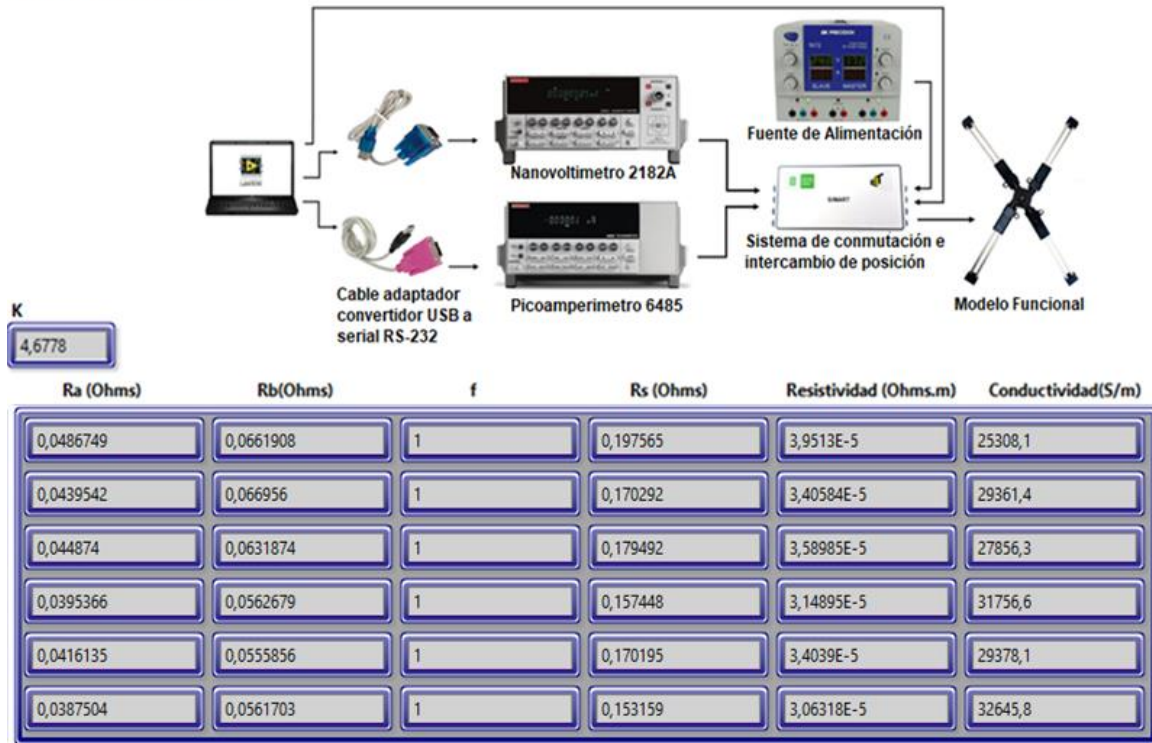 BK PRECISION
SLAVE MASTER
Fuente de Alimentación
Nanovoltimetro 2182A
LabVIEW
SIMART
Sistema de conmutación e
intercambio de posición
Cable adaptador
convertidor USB a
serial RS-232
Picoamperimetro 6485
Modelo Funcional
K
4,6778
Ra (Ohms) Rb(Ohms) f Rs (Ohms) Resistividad (Ohms.m) Conductividad(S/m)
0,0486749 0,0661908 1 0,197565 3,9513E-5 25308,1
0,0439542 0,066956 1 0,170292 3,40584E-5 29361,4
0,044874 0,0631874 1 0,179492 3,58985E-5 27856,3
0,0395366 0,0562679 1 0,157448 3,14895E-5 31756,6
0,0416135 0,0555856 1 0,170195 3,4039E-5 29378,1
0,0387504 0,0561703 1 0,153159 3,06318E-5 32645,8